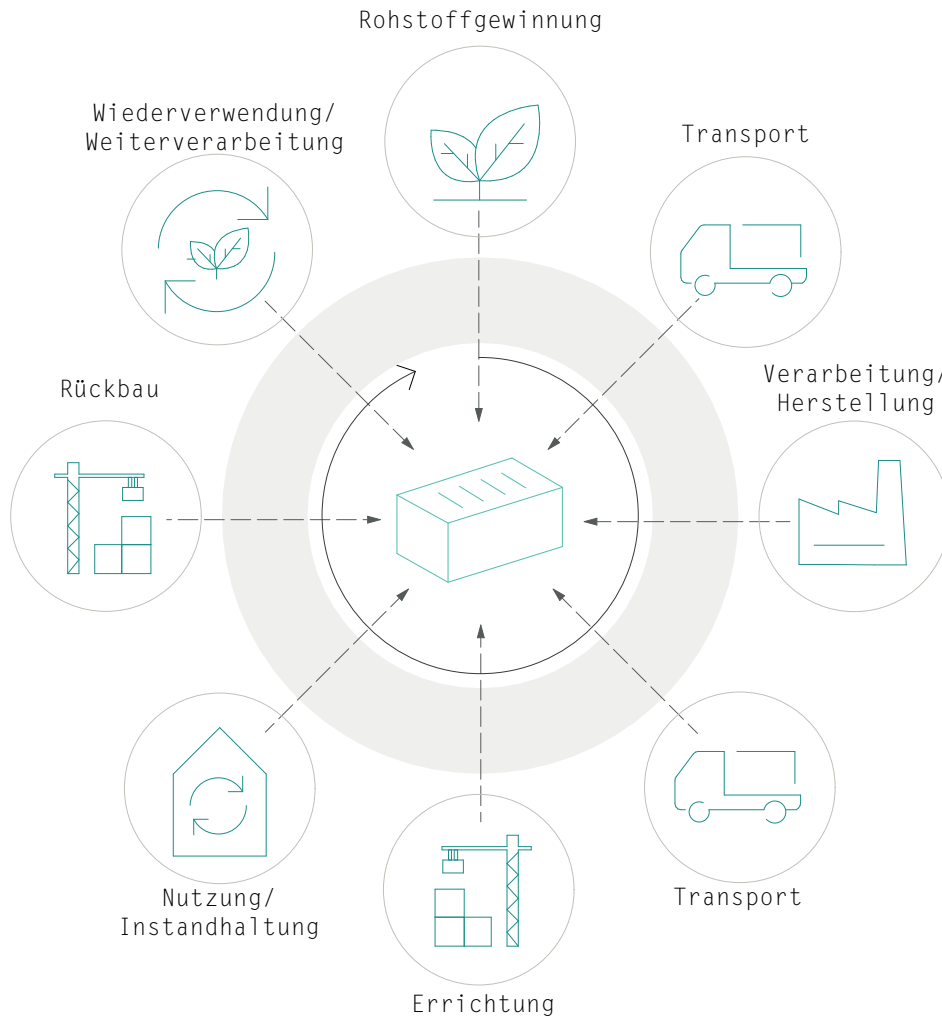 Rohstoffgewinnung
Transport
Verarbeitung/
Herstellung
Transport
Errichtung
Nutzung/
Instandhaltung
Rückbau
Wiederverwendung/
Weiterverarbeitung